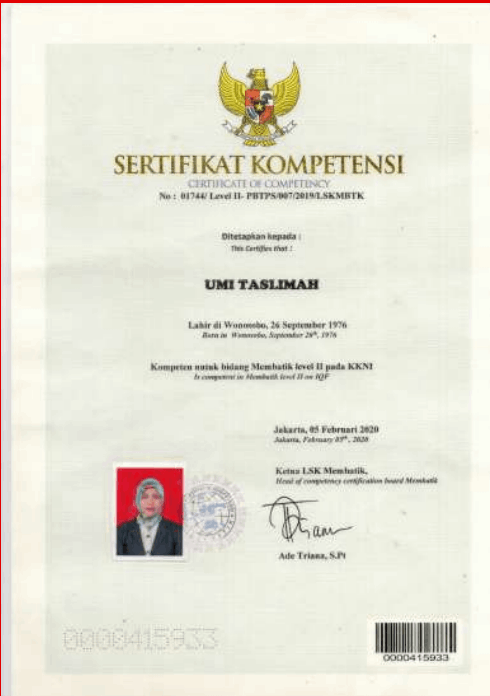 SERTIFIKAT KOMPETENSI
CERTIFICATE OF COMPETENCY
No : 01744/ Level II- PBTPS/007/2019/LSKMBTK
Ditetapkan kepada :
This Certifies that :
UMI TASLIMAH
Lahir di Wonosobo, 26 September 1976
Born in Wonosobo, September 26th, 1976
Kompeten untuk bidang Membatik level II pada KKNI
Is competent in Membatik level II on IQF
Jakarta, 05 Februari 2020
Jakarta, February 05th, 2020
Ketua LSK Membatik,
Head of competency certification board Membatik
Ade Triana, S.Pt
0000415933
0000415933